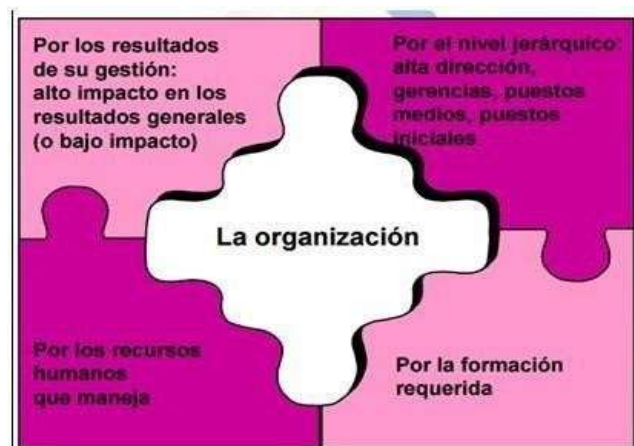 Por los resultados
de su gestión:
alto impacto en los
resultados generales
(o bajo impacto)
Por el nivel jerárquico:
alta dirección,
gerencias, puestos
medios, puestos
iniciales
La organización
Por los recursos
humanos
que maneja
Por la formación
requerida